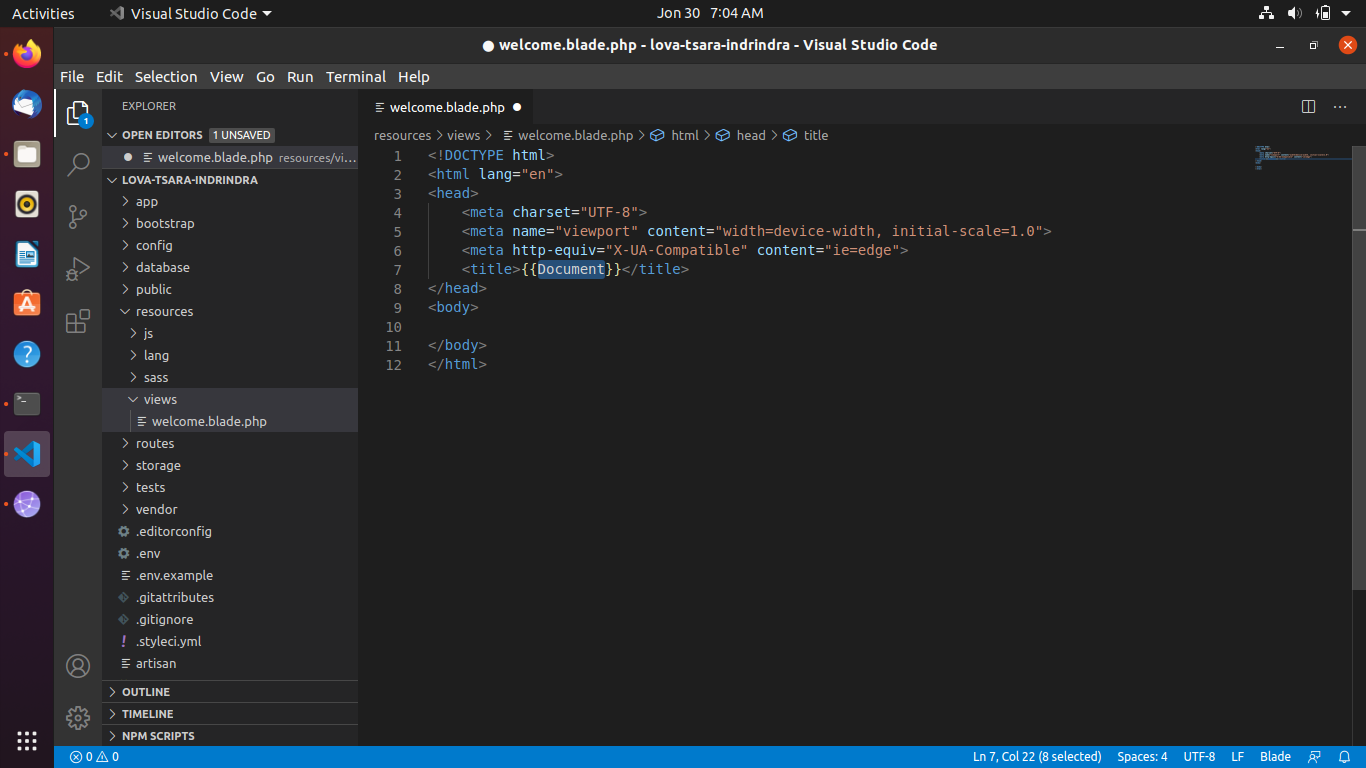 Activities
Visual Studio Code
Jun 30 7:04 AM
welcome.blade.php - lova-tsara-indrindra - Visual Studio Code
File Edit Selection View Go Run Terminal Help
1
EXPLORER
OPEN EDITORS 1 UNSAVED
welcome.blade.php resources/vi...
LOVA-TSARA-INDRINDRA
app
bootstrap
config
database
public
resources
js
lang
sass
views
welcome.blade.php
routes
storage
tests
vendor
.editorconfig
.env
.env.example
.gitattributes
.gitignore
.styleci.yml
artisan
OUTLINE
TIMELINE
NPM SCRIPTS
welcome.blade.php
resources > views > welcome.blade.php > html > head > title
1 <!DOCTYPE html>
2 <html lang="en">
3 <head>
4 <meta charset="UTF-8">
5 <meta name="viewport" content="width=device-width, initial-scale=1.0">
6 <meta http-equiv="X-UA-Compatible" content="ie=edge">
7 <title>{{Document}}</title>
8 </head>
9 <body>
10
11 </body>
12 </html>
0 0
Ln 7, Col 22 (8 selected) Spaces: 4 UTF-8 LF Blade